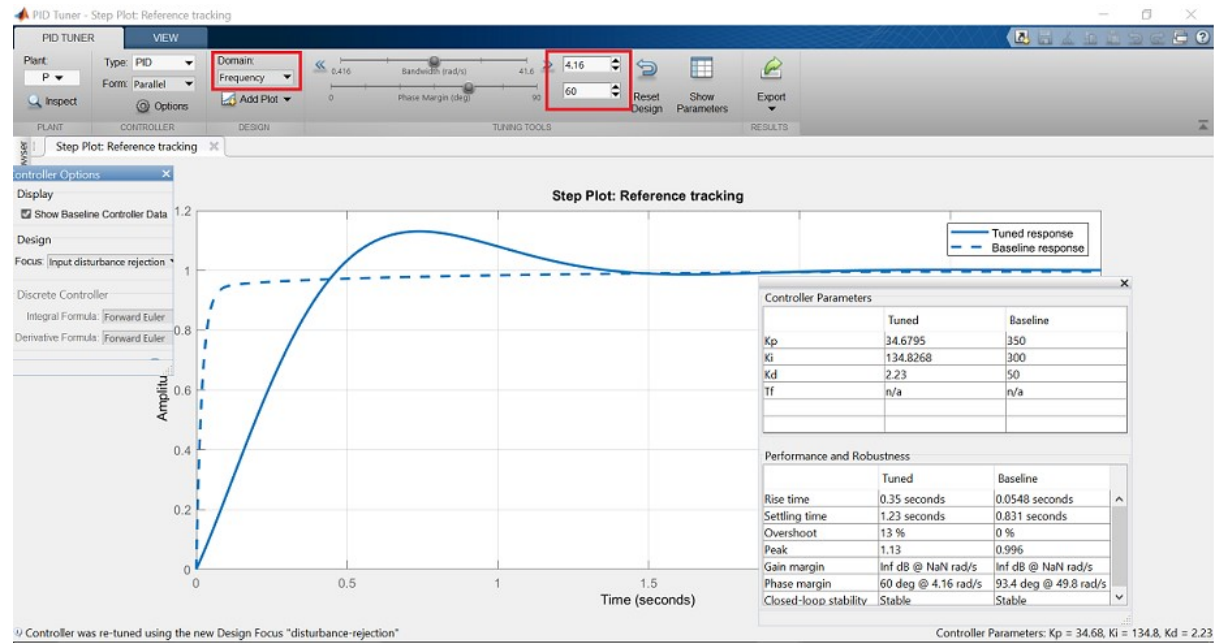 PID Tuner - Step Plot: Reference tracking
PID TUNER VIEW
Plant: Type: PID Domain: 0.416 Bandwidth (rad/s) 41.6 4.16
P Form: Parallel Frequency 0 Phase Margin (deg) 90 60
Inspect Options Add Plot Reset Design Show Parameters Export
PLANT CONTROLLER DESIGN TUNING TOOLS RESULTS
Step Plot: Reference tracking
ontroller Options
Display
Show Baseline Controller Data
Design
Focus: Input disturbance rejection
Discrete Controller
Integral Formula: Forward Euler
Derivative Formula: Forward Euler
Step Plot: Reference tracking
1.2
1
0.8
0.6
0.4
0.2
0
Amplitu
0 0.5 1 1.5
Time (seconds)
Tuned response
Baseline response
Controller Parameters
Tuned Baseline
Kp 34.6795 350
Ki 134.8268 300
Kd 2.23 50
Tf n/a n/a
Performance and Robustness
Tuned Baseline
Rise time 0.35 seconds 0.0548 seconds
Settling time 1.23 seconds 0.831 seconds
Overshoot 13 % 0 %
Peak 1.13 0.996
Gain margin Inf dB @ NaN rad/s Inf dB @ NaN rad/s
Phase margin 60 deg @ 4.16 rad/s 93.4 deg @ 49.8 rad/s
Closed-loop stability Stable Stable
Controller was re-tuned using the new Design Focus "disturbance-rejection"
Controller Parameters: Kp = 34.68, Ki = 134.8, Kd = 2.23